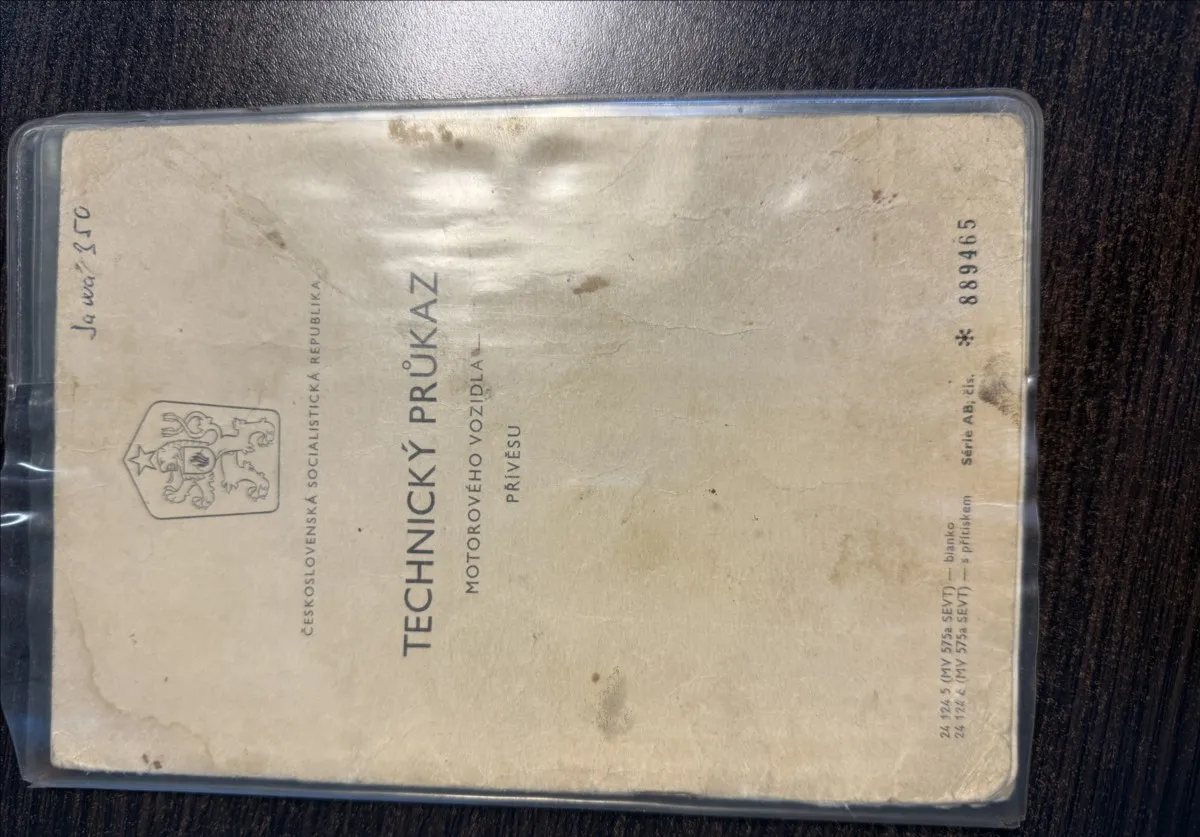 Jawa 350
ČESKOSLOVENSKÁ SOCIALISTICKÁ REPUBLIKA
TECHNICKÝ PRŮKAZ
MOTOROVÉHO VOZIDLA —
PŘÍVĚSU
24 124 5 (MV 575a SEVT) — blanko
24 124 6 (MV 575a SEVT) — s přítiskem Série AB; čís. * 889465